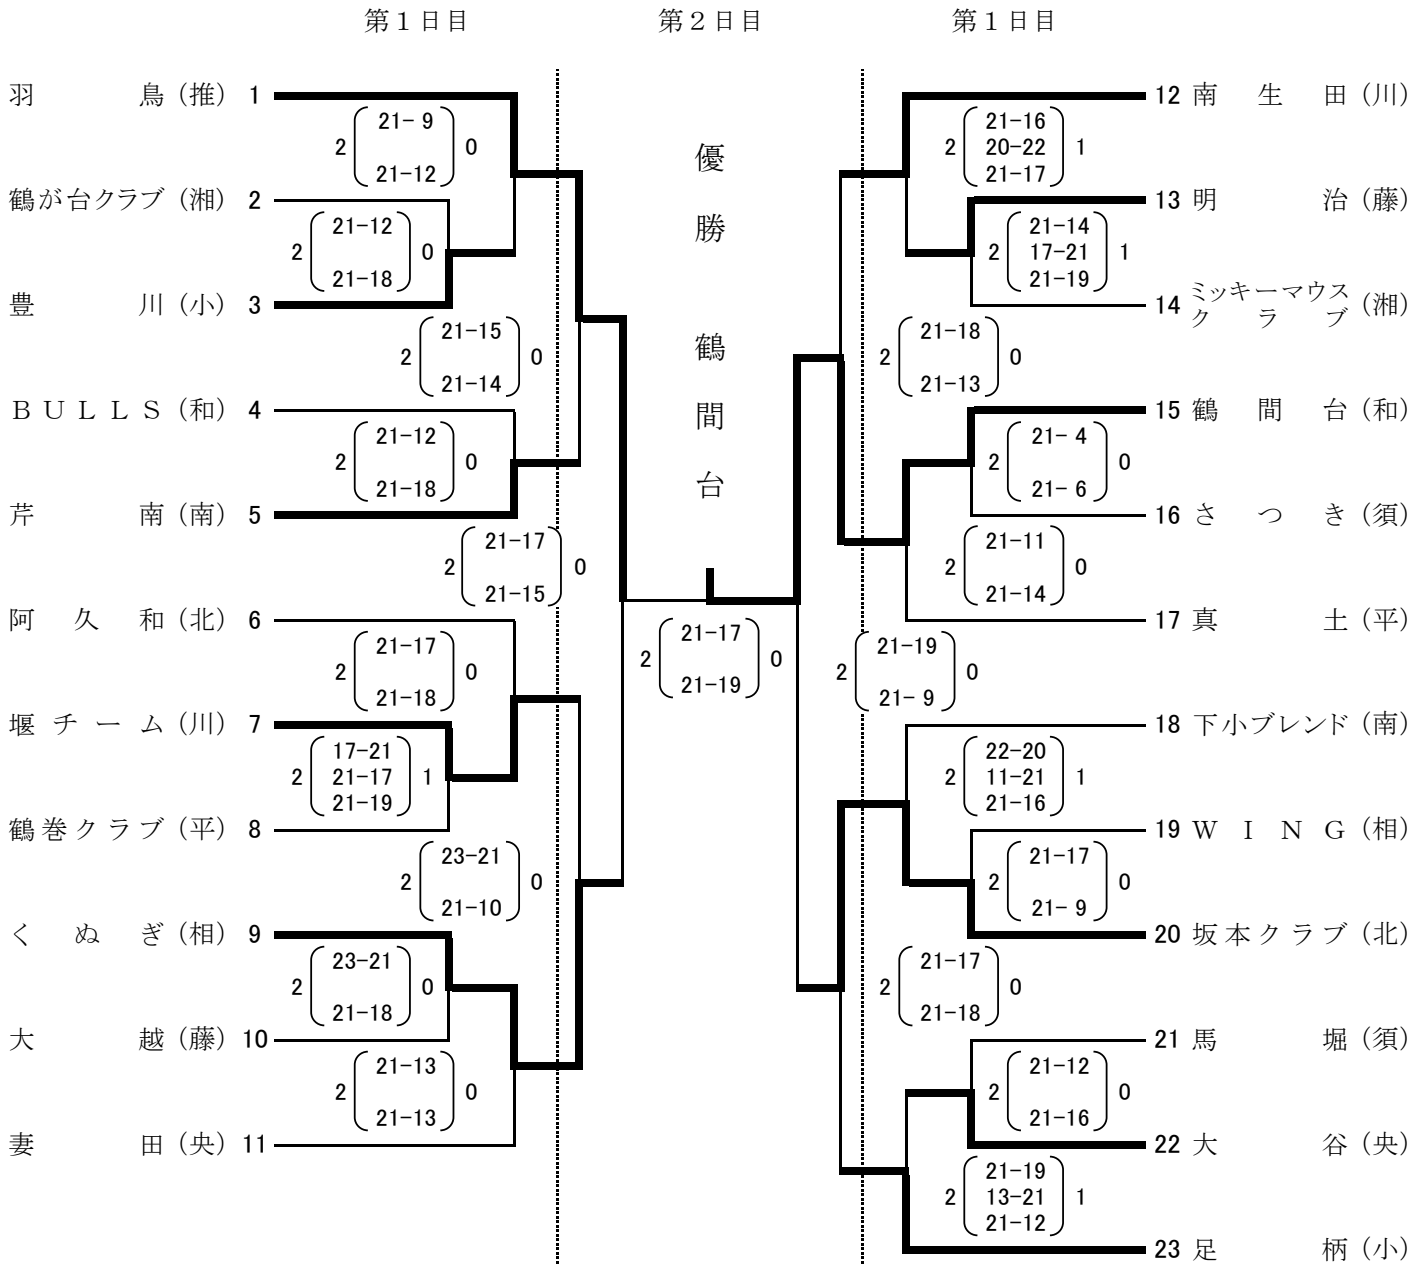 第１日目　第２日目　第１日目
羽鳥（推） 1
2 21-9 0
21-12
鶴が台クラブ（湘） 2
2 21-12 0
21-18
豊川（小） 3
2 21-15 0
21-14
ＢＵＬＬＳ（和） 4
2 21-12 0
21-18
芹南（南） 5
2 21-17 0
21-15
阿久和（北） 6
2 21-17 0
21-18
堰チーム（川） 7
17-21
2 21-17 1
21-19
鶴巻クラブ（平） 8
2 23-21 0
21-10
くぬぎ（相） 9
2 23-21 0
21-18
大越（藤） 10
2 21-13 0
21-13
妻田（央） 11
優勝　鶴間台
2 21-17 0
21-19
12 南生田（川）
21-16
2 20-22 1
21-17
13 明治（藤）
21-14
2 17-21 1
21-19
14 ミッキーマウス
クラブ（湘）
2 21-18 0
21-13
15 鶴間台（和）
2 21-4 0
21-6
16 さつき（須）
2 21-11 0
21-14
17 真土（平）
2 21-19 0
21-9
18 下小ブレンド（南）
22-20
2 11-21 1
21-16
19 ＷＩＮＧ（相）
2 21-17 0
21-9
20 坂本クラブ（北）
2 21-17 0
21-18
21 馬堀（須）
2 21-12 0
21-16
22 大谷（央）
21-19
2 13-21 1
21-12
23 足柄（小）